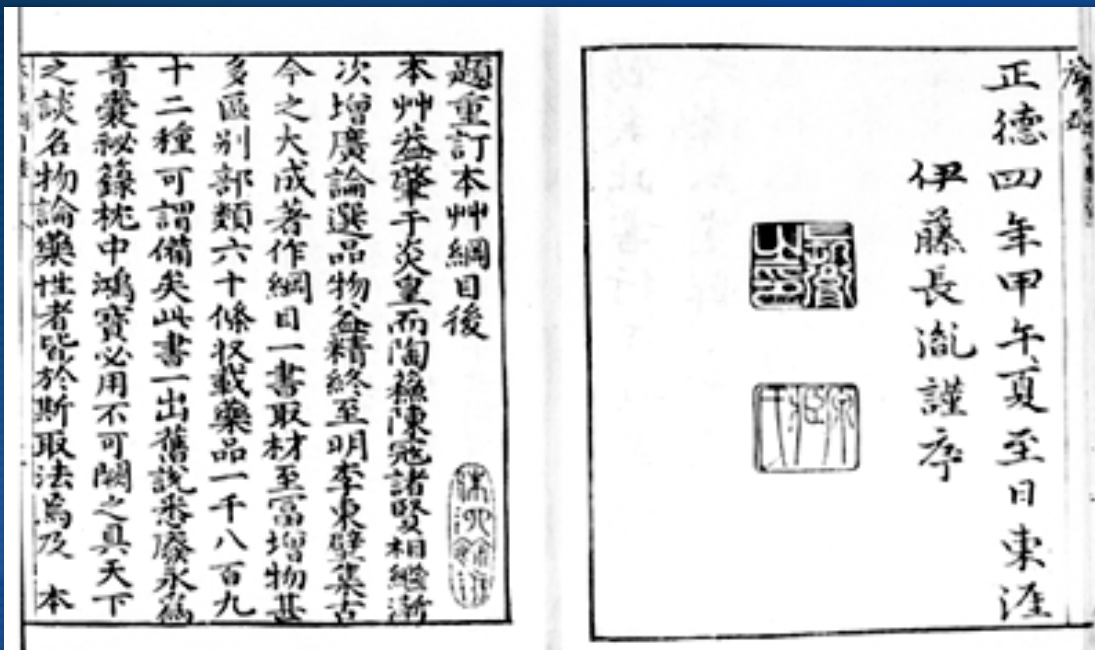 正德四年甲午夏至日東涯
伊藤長胤謹序
題重訂本艸綱目後
本艸益肇于炎皇而陶蘇陳寇諸賢相繼漸
次增廣論選品物益精終至明李東璧集古
今之大成著作綱目一書取材至富增物甚
多區别部類六十條収載藥品一千八百九
十二種可謂備矣此書一出舊說悉廢永爲
青囊祕籙枕中鴻寶必用不可闕之具天下
之談名物論藥性者皆於斯取法焉及 本